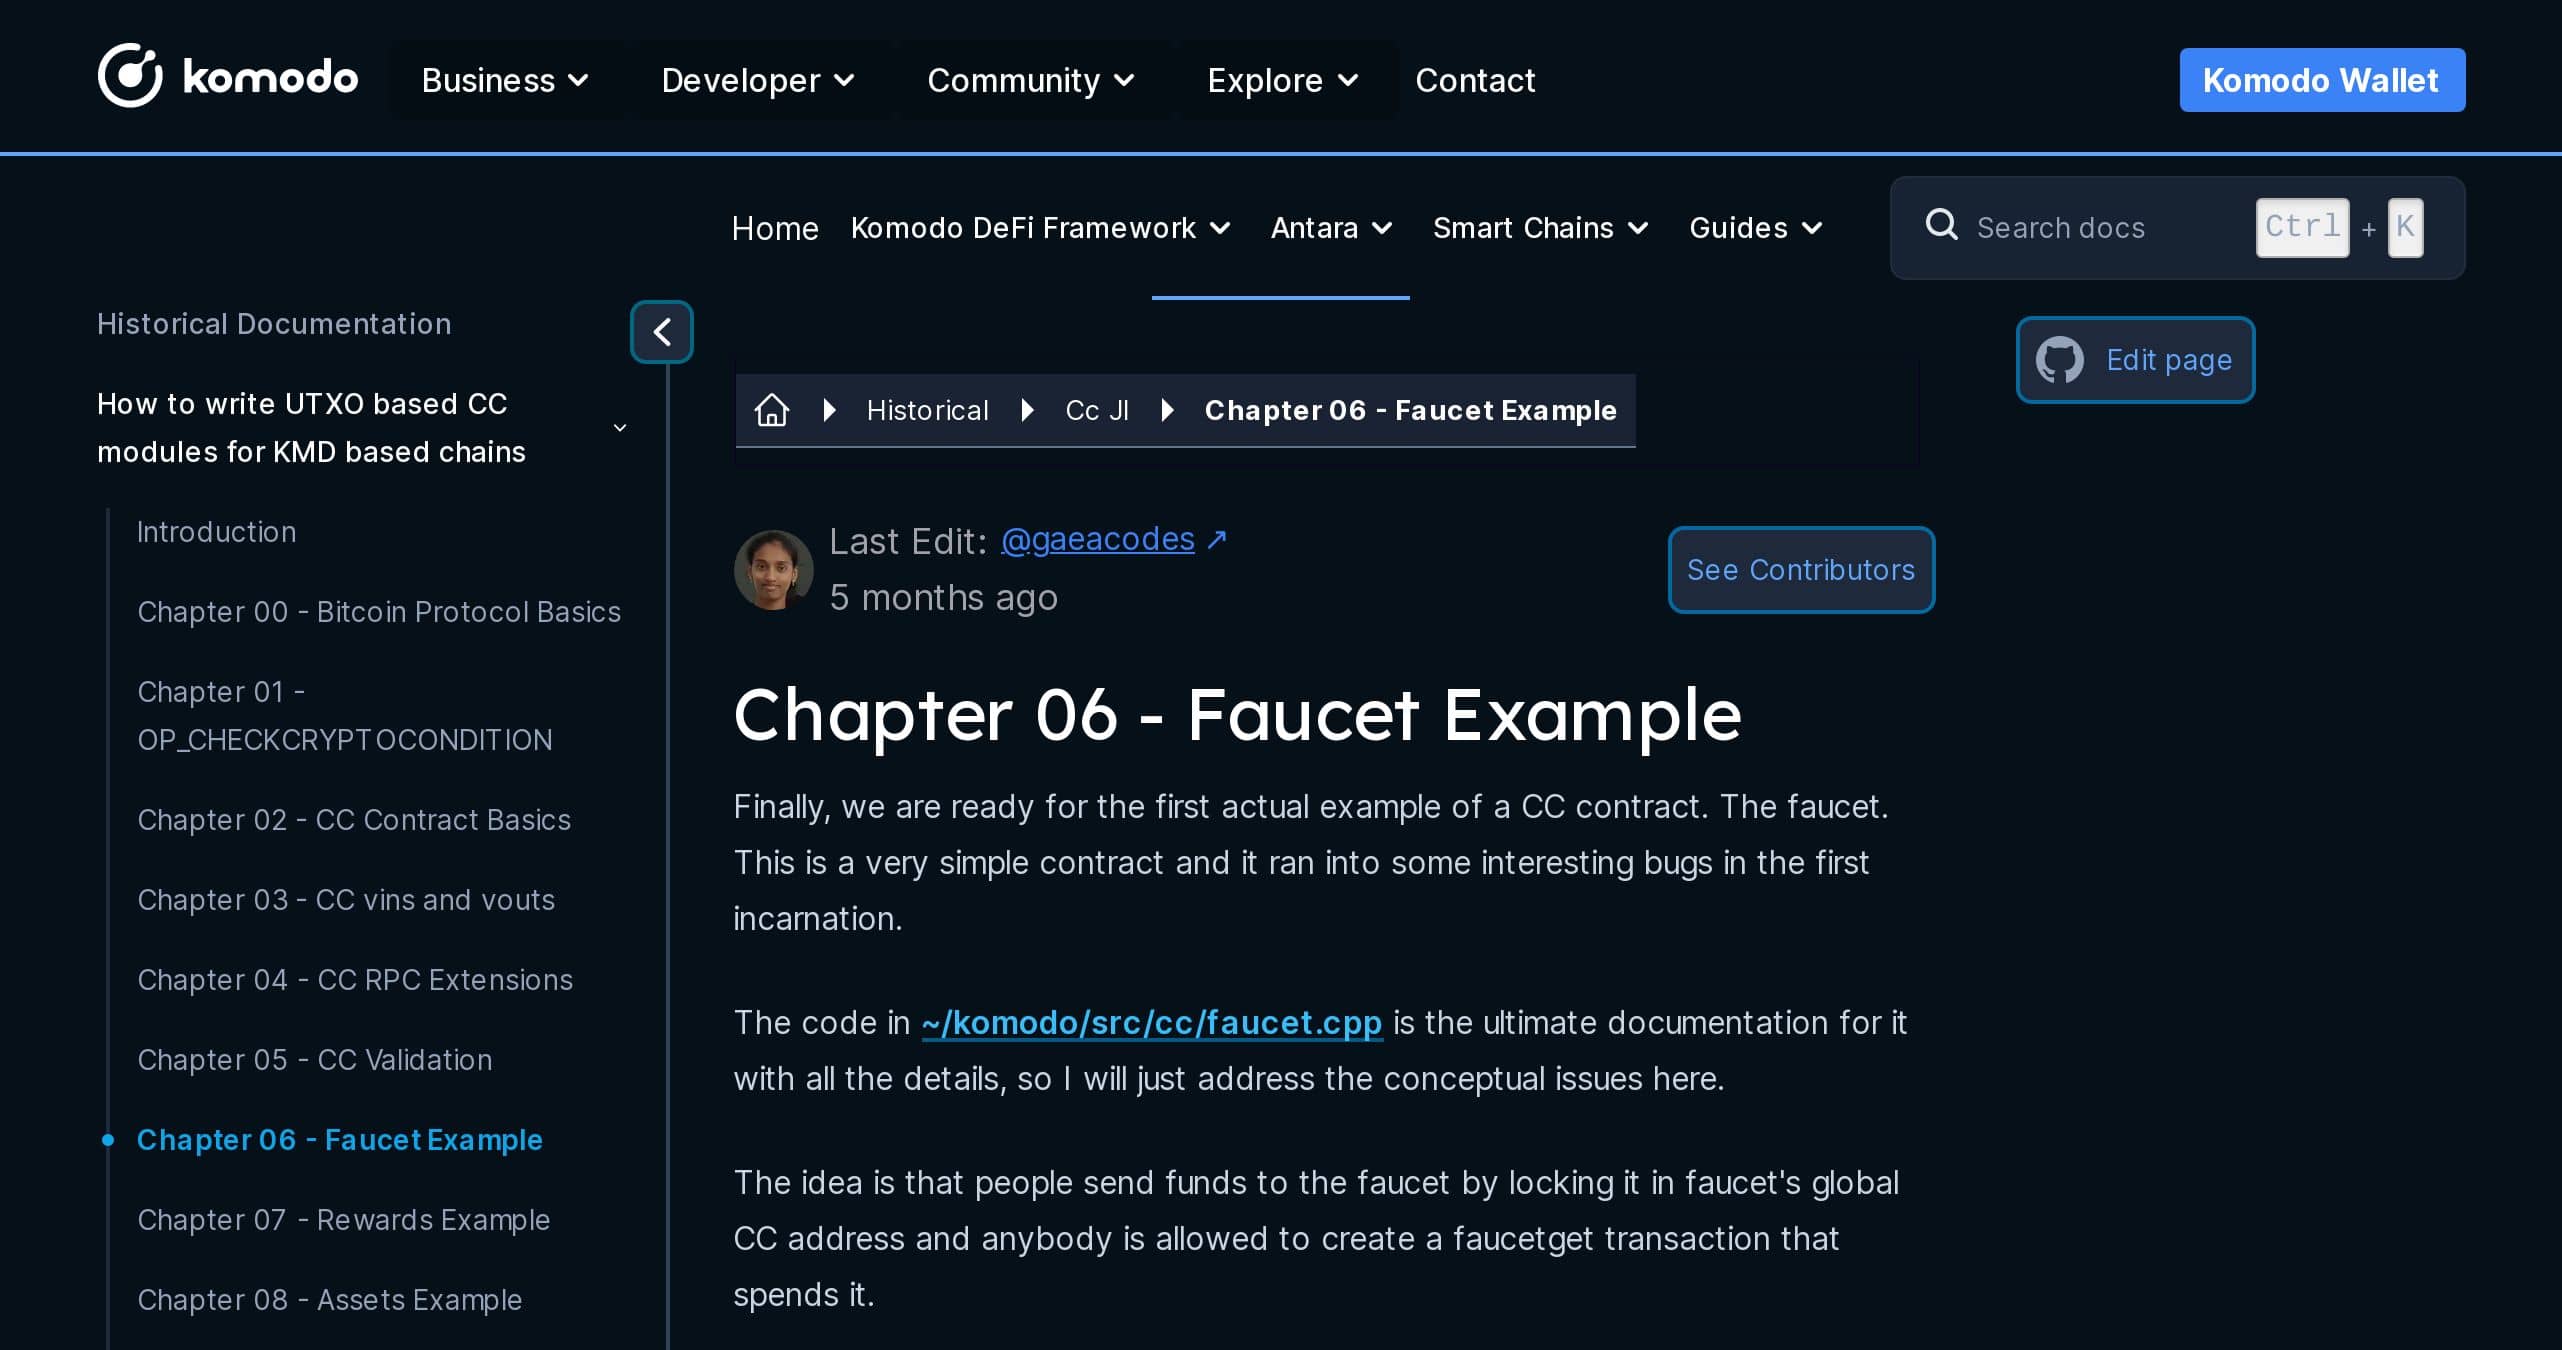 komodo
Business
Developer
Community
Explore
Contact
Komodo Wallet
Home
Komodo DeFi Framework
Antara
Smart Chains
Guides
Search docs
Ctrl + K
Historical Documentation
How to write UTXO based CC
modules for KMD based chains
Introduction
Chapter 00 - Bitcoin Protocol Basics
Chapter 01 -
OP_CHECKCRYPTOCONDITION
Chapter 02 - CC Contract Basics
Chapter 03 - CC vins and vouts
Chapter 04 - CC RPC Extensions
Chapter 05 - CC Validation
Chapter 06 - Faucet Example
Chapter 07 - Rewards Example
Chapter 08 - Assets Example
Edit page
Historical
Cc Jl
Chapter 06 - Faucet Example
Last Edit: @gaeacodes ↗
5 months ago
See Contributors
Chapter 06 - Faucet Example
Finally, we are ready for the first actual example of a CC contract. The faucet.
This is a very simple contract and it ran into some interesting bugs in the first
incarnation.
The code in ~/komodo/src/cc/faucet.cpp is the ultimate documentation for it
with all the details, so I will just address the conceptual issues here.
The idea is that people send funds to the faucet by locking it in faucet's global
CC address and anybody is allowed to create a faucetget transaction that
spends it.